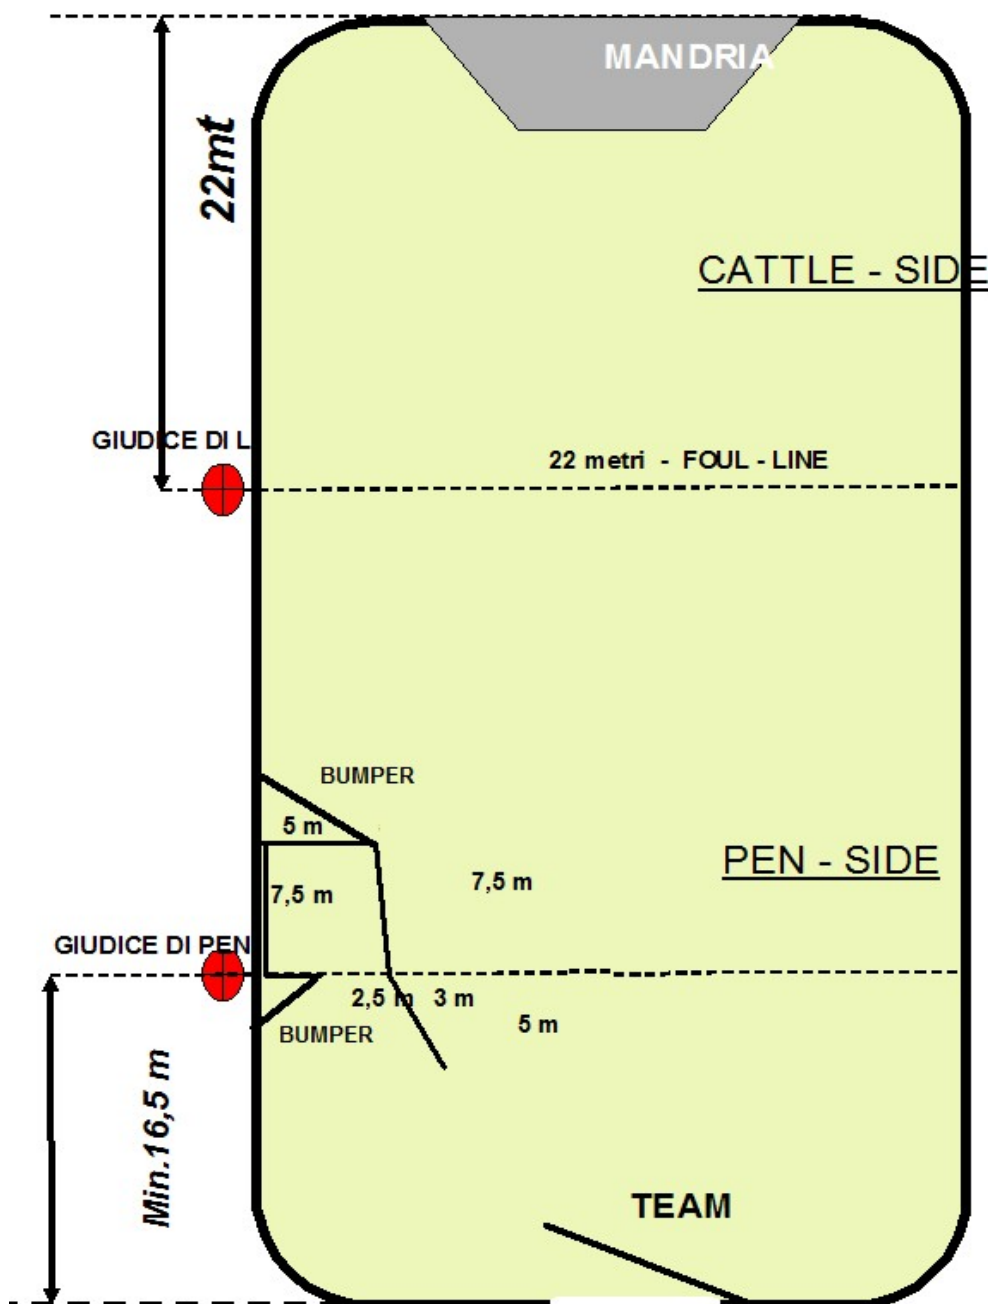 MANDRIA
22mt
CATTLE - SIDE
GIUDICE DI L
22 metri - FOUL - LINE
BUMPER
5 m
7,5 m
7,5 m
PEN - SIDE
GIUDICE DI PEN
2,5 m 3 m
5 m
BUMPER
Min.16,5 m
TEAM